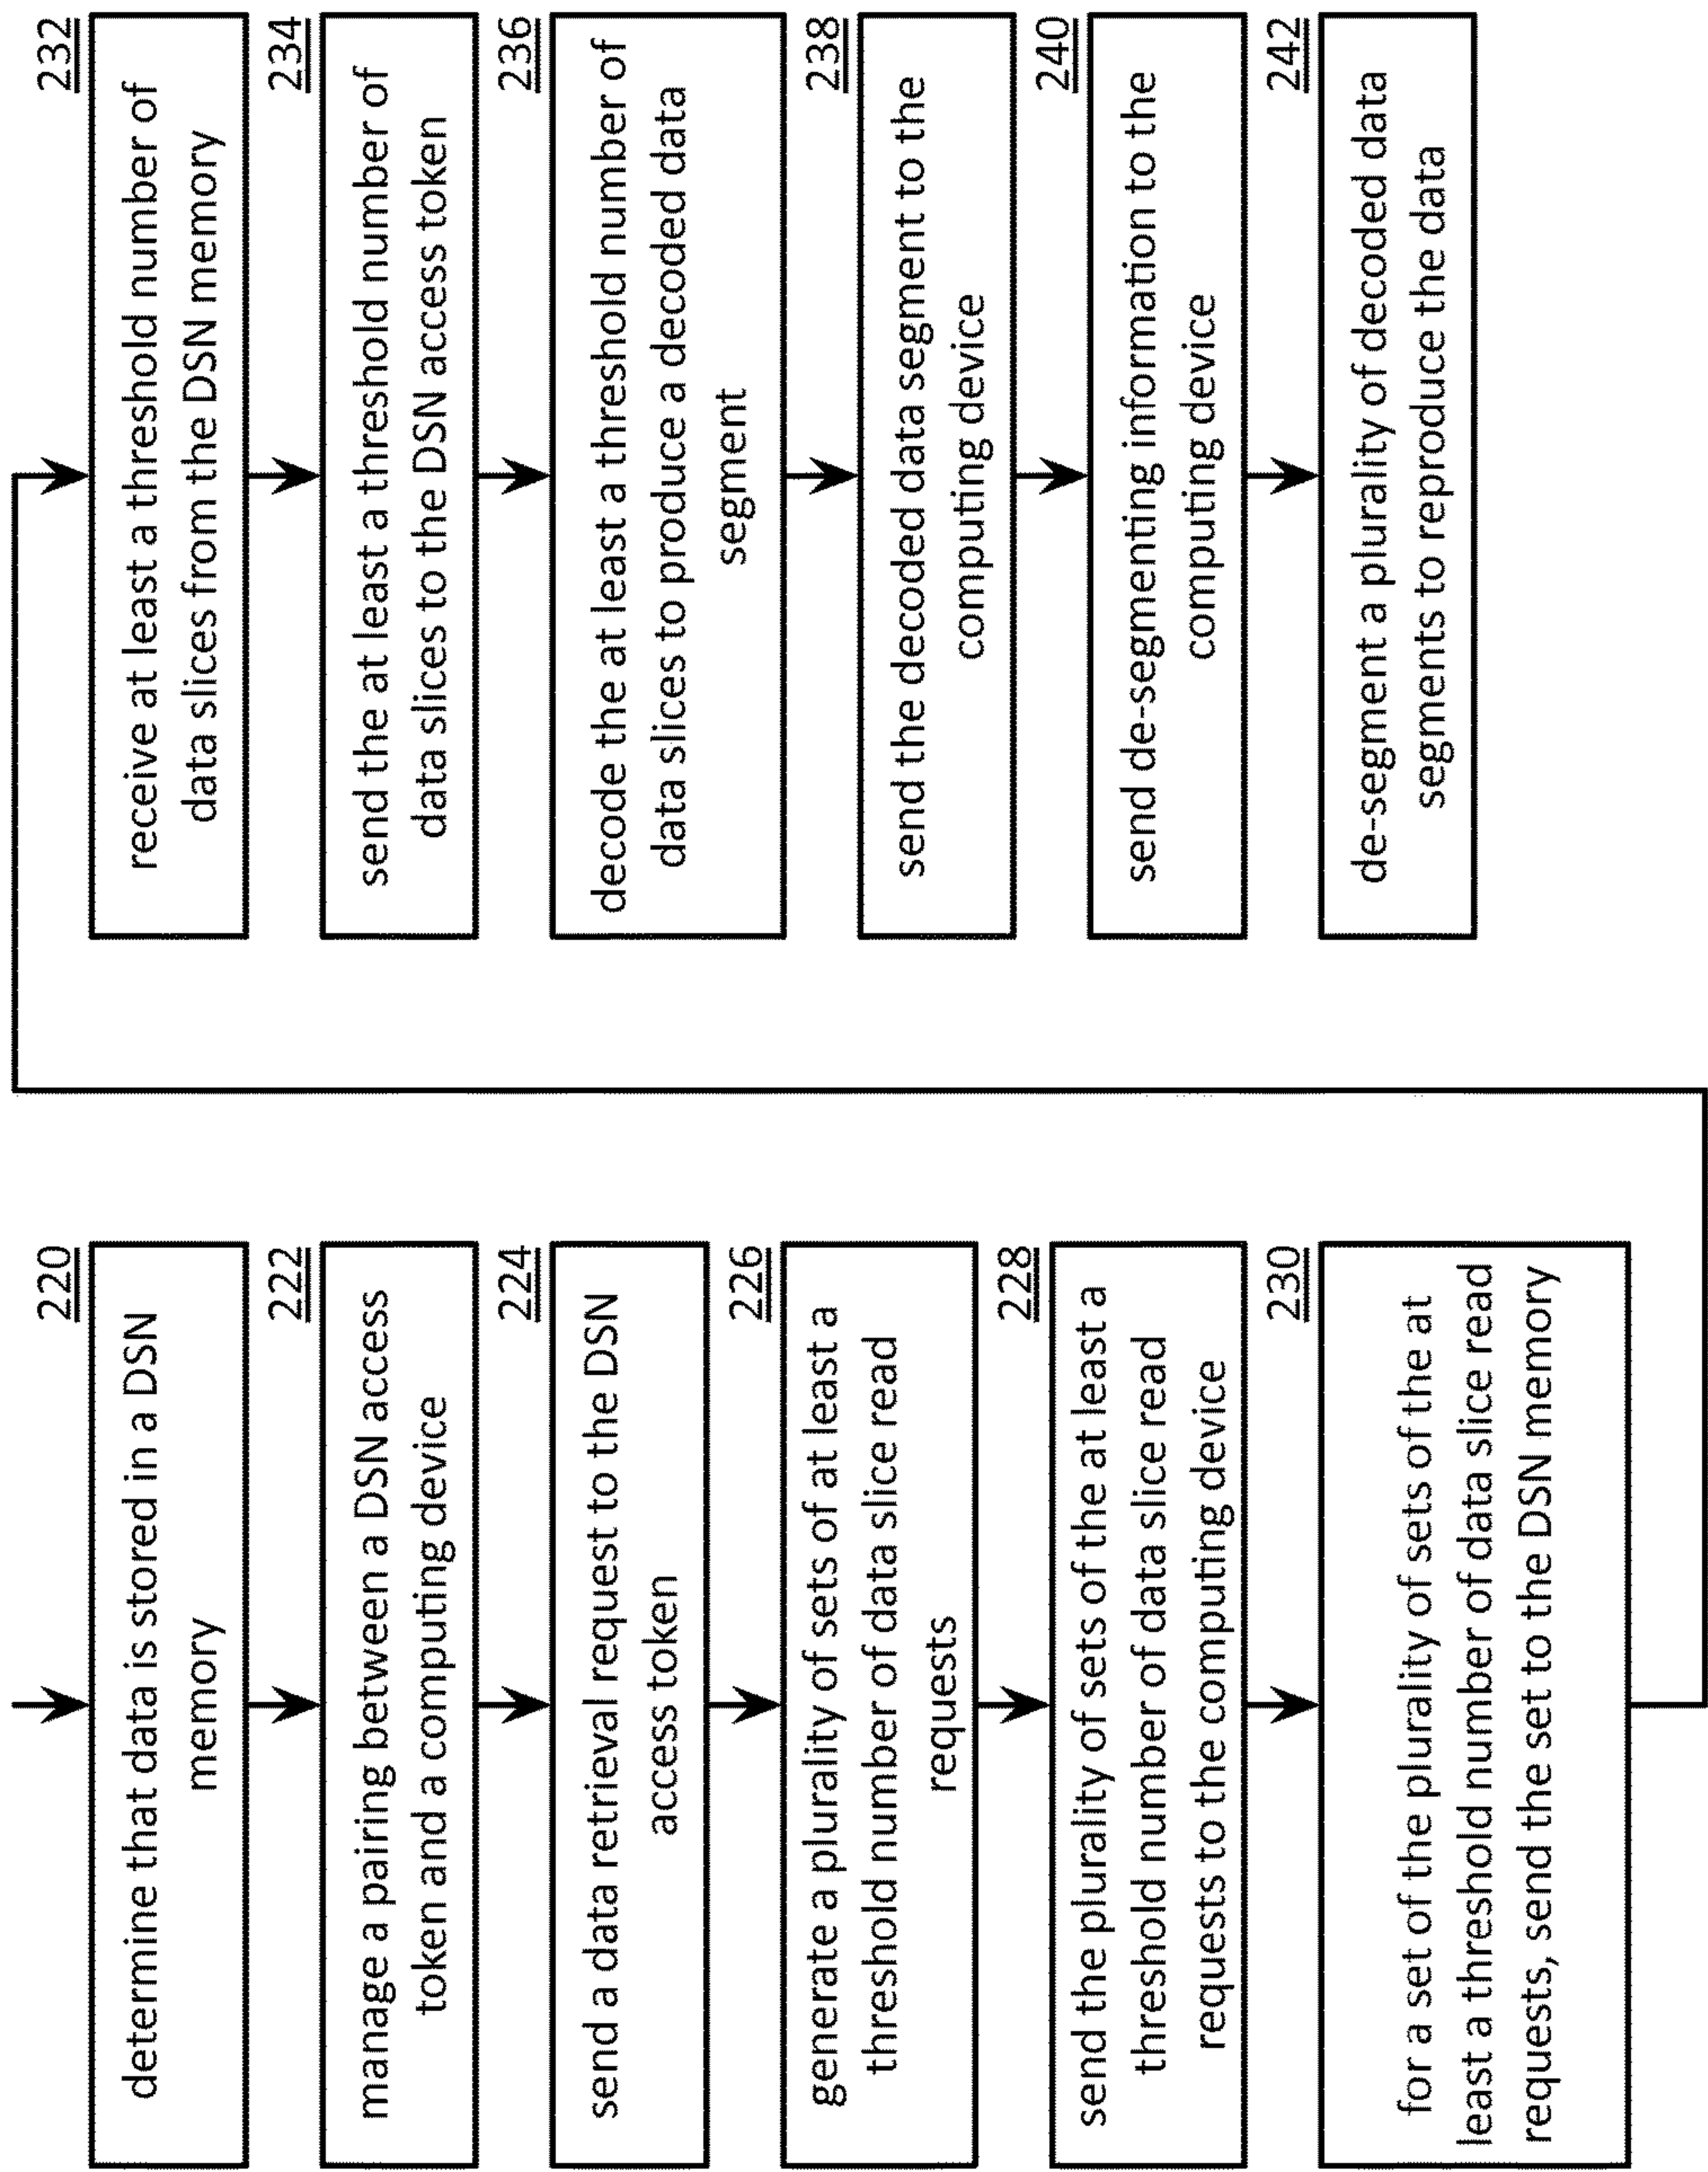 220
determine that data is stored in a DSN
memory
222
manage a pairing between a DSN access
token and a computing device
224
send a data retrieval request to the DSN
access token
226
generate a plurality of sets of at least a
threshold number of data slice read
requests
228
send the plurality of sets of the at least a
threshold number of data slice read
requests to the computing device
230
for a set of the plurality of sets of the at
least a threshold number of data slice read
requests, send the set to the DSN memory
232
receive at least a threshold number of
data slices from the DSN memory
234
send the at least a threshold number of
data slices to the DSN access token
236
decode the at least a threshold number of
data slices to produce a decoded data
segment
238
send the decoded data segment to the
computing device
240
send de-segmenting information to the
computing device
242
de-segment a plurality of decoded data
segments to reproduce the data